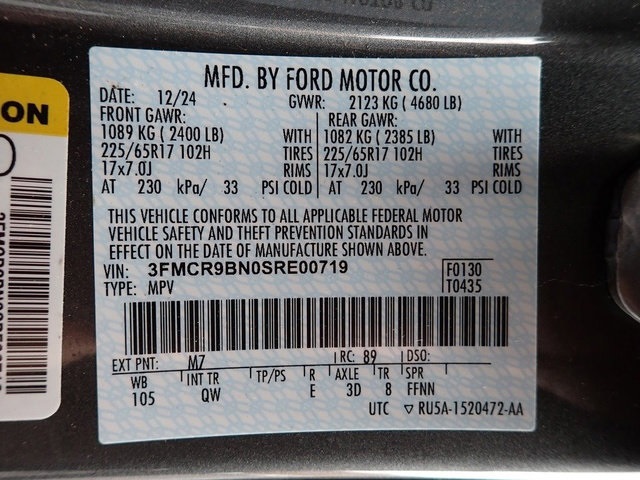 MFD. BY FORD MOTOR CO.
DATE: 12/24 GVWR: 2123 KG ( 4680 LB)
FRONT GAWR: REAR GAWR:
1089 KG ( 2400 LB) WITH 1082 KG ( 2385 LB) WITH
225/65R17 102H TIRES 225/65R17 102H TIRES
17x7.0J RIMS 17x7.0J RIMS
AT 230 kPa/ 33 PSI COLD AT 230 kPa/ 33 PSI COLD
THIS VEHICLE CONFORMS TO ALL APPLICABLE FEDERAL MOTOR
VEHICLE SAFETY AND THEFT PREVENTION STANDARDS IN
EFFECT ON THE DATE OF MANUFACTURE SHOWN ABOVE.
VIN: 3FMCR9BN0SRE00719 F0130
TYPE: MPV T0435
EXT PNT: M7 RC: 89 DSO:
WB INT TR TP/PS R AXLE TR SPR
105 QW E 3D 8 FFNN
UTC ▽ RU5A-1520472-AA
ON